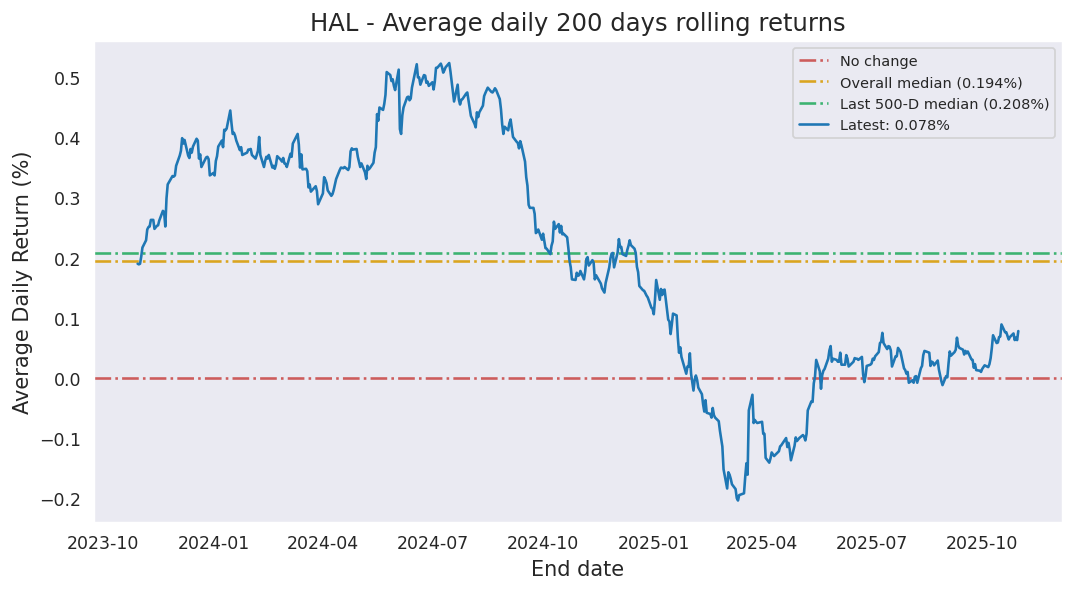 HAL - Average daily 200 days rolling returns
No change
Overall median (0.194%)
Last 500-D median (0.208%)
Latest: 0.078%
Average Daily Return (%)
0.5
0.4
0.3
0.2
0.1
0.0
−0.1
−0.2
2023-10 2024-01 2024-04 2024-07 2024-10 2025-01 2025-04 2025-07 2025-10
End date